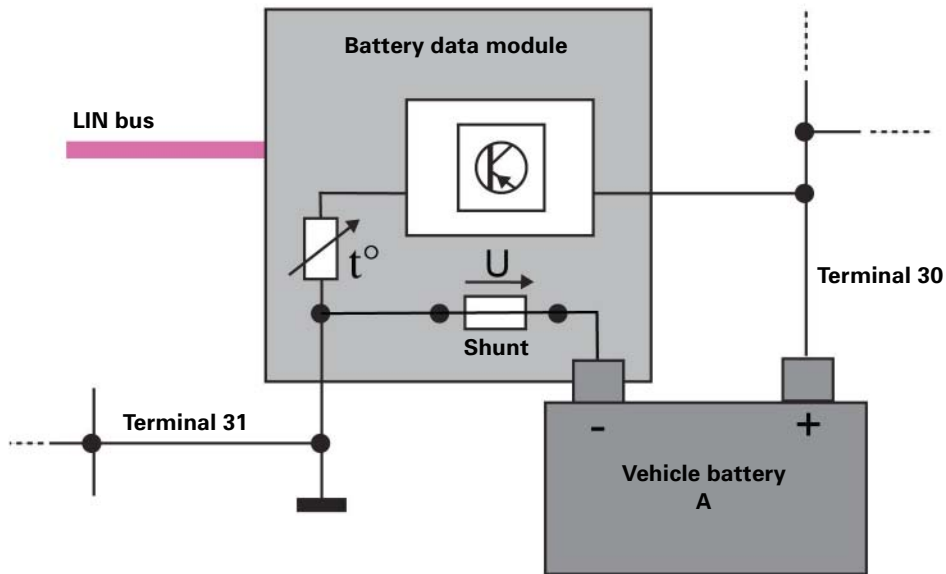 Battery data module
LIN bus
t°
U
Shunt
Terminal 30
Terminal 31
- +
Vehicle battery
A